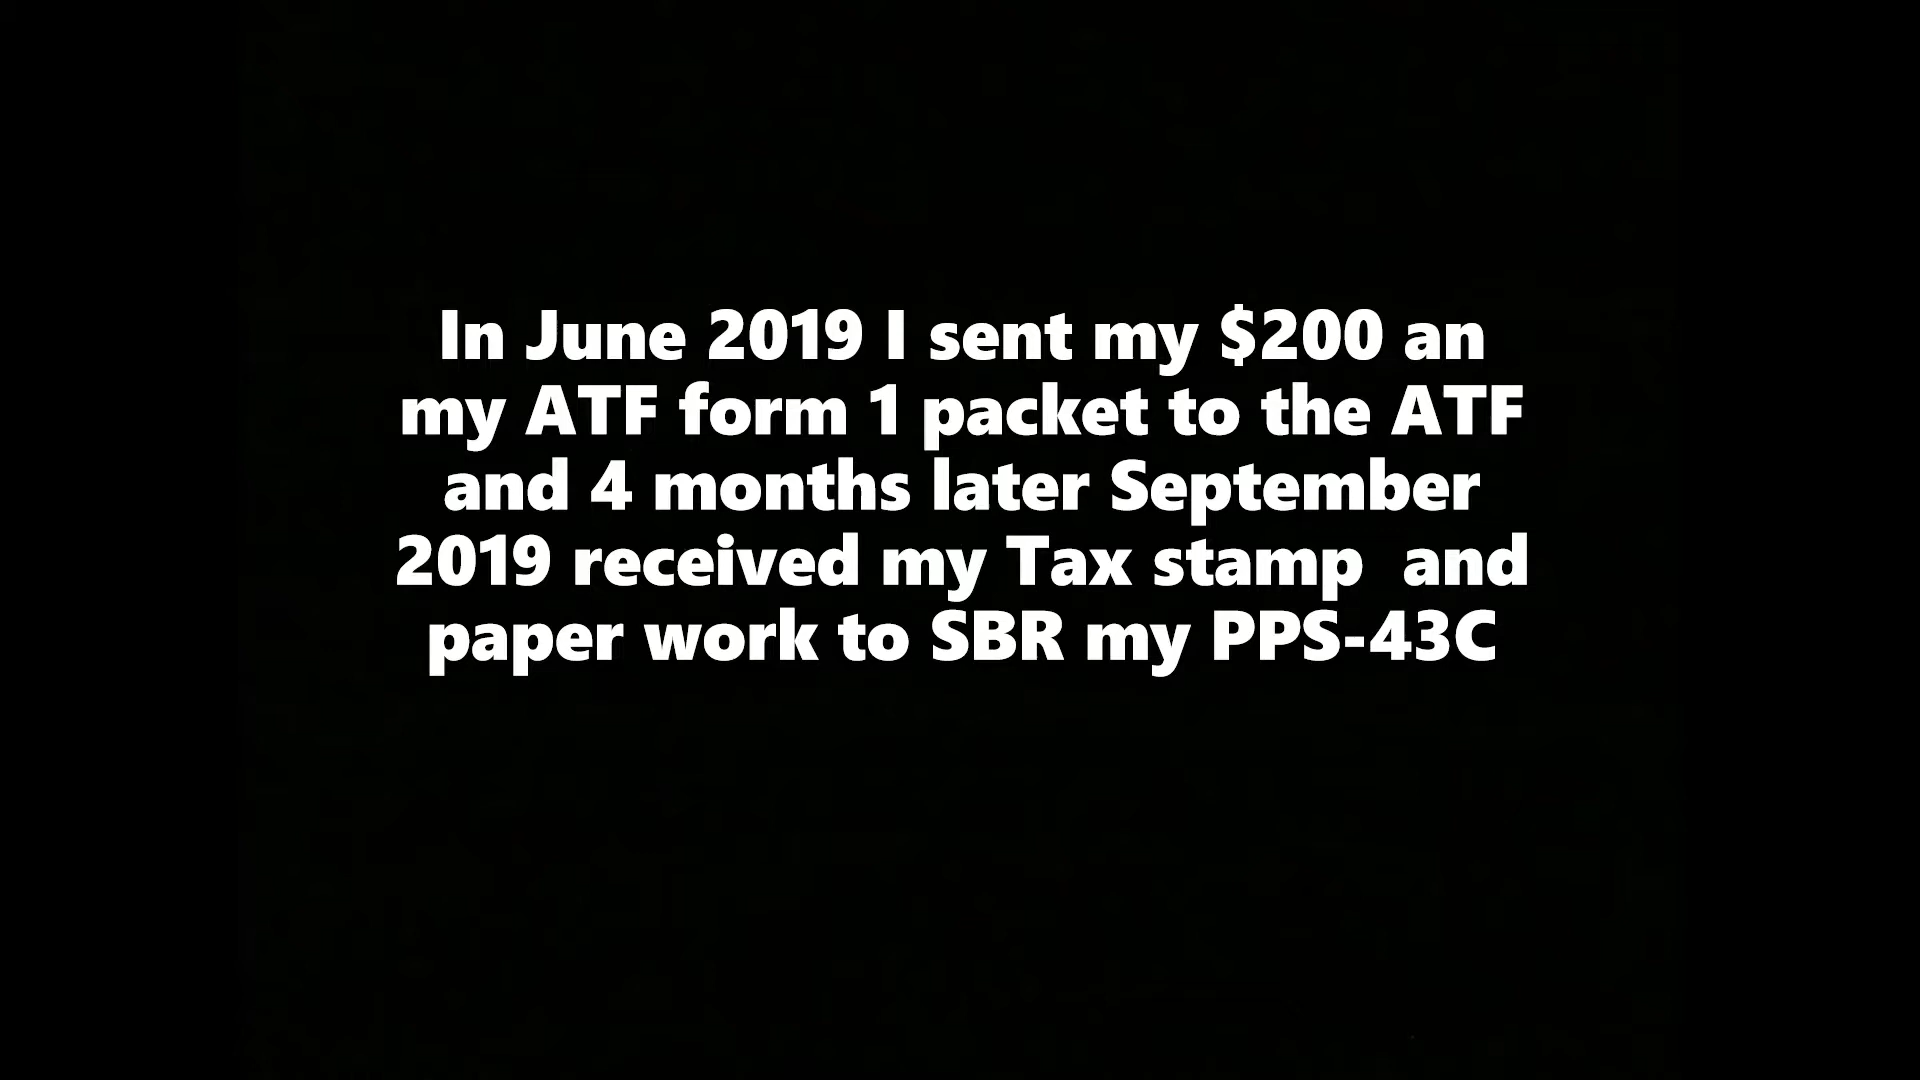 In June 2019 I sent my $200 an
my ATF form 1 packet to the ATF
and 4 months later September
2019 received my Tax stamp  and
paper work to SBR my PPS-43C